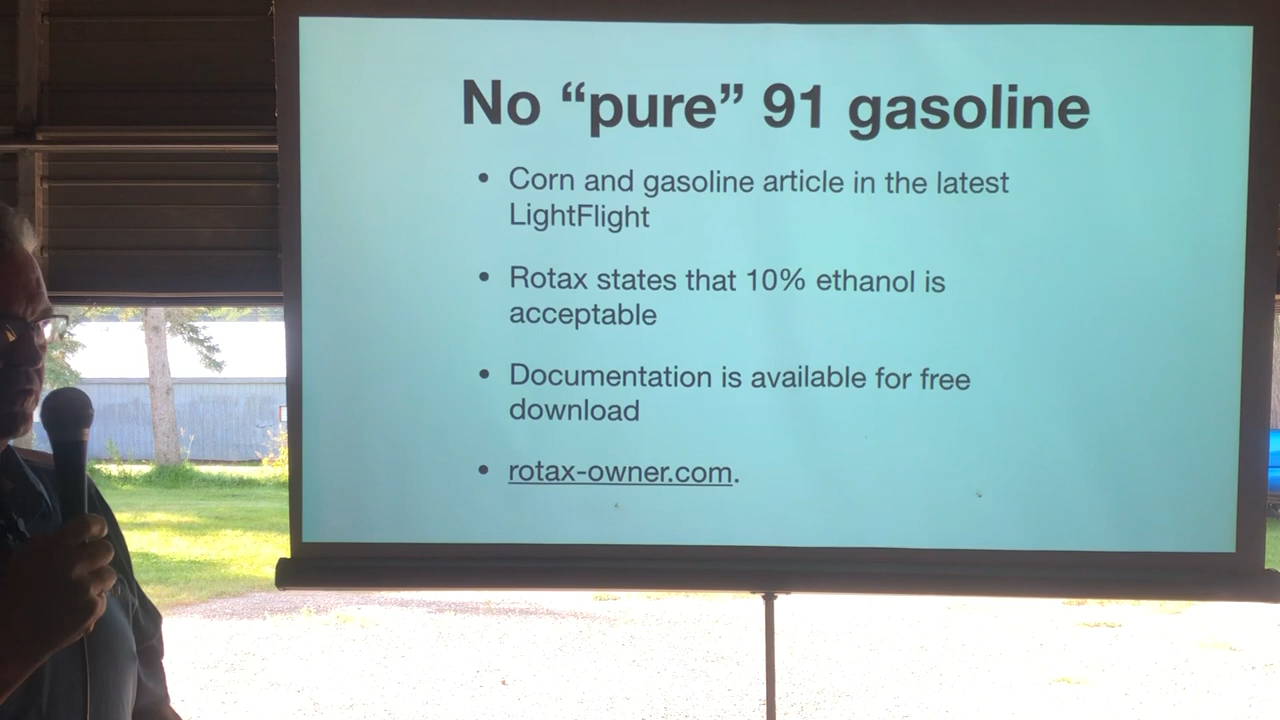 No “pure” 91 gasoline
• Corn and gasoline article in the latest
LightFlight
• Rotax states that 10% ethanol is
acceptable
• Documentation is available for free
download
• rotax-owner.com.